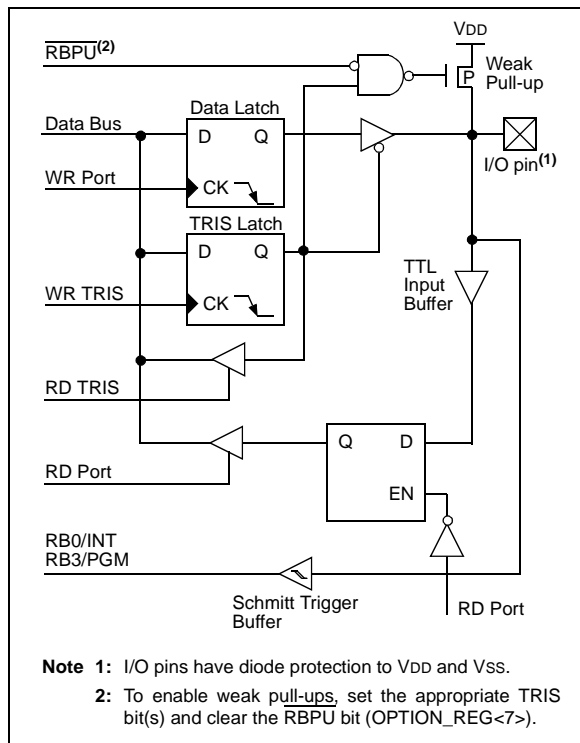 VDD
RBPU(2)
Weak
Pull-up
P
Data Latch
Data Bus
D Q
I/O pin(1)
WR Port
CK
TRIS Latch
D Q
TTL
Input
Buffer
WR TRIS
CK
RD TRIS
Q D
RD Port
EN
RB0/INT
RB3/PGM
Schmitt Trigger
Buffer
RD Port
Note 1: I/O pins have diode protection to VDD and VSS.
2: To enable weak pull-ups, set the appropriate TRIS
bit(s) and clear the RBPU bit (OPTION_REG<7>).